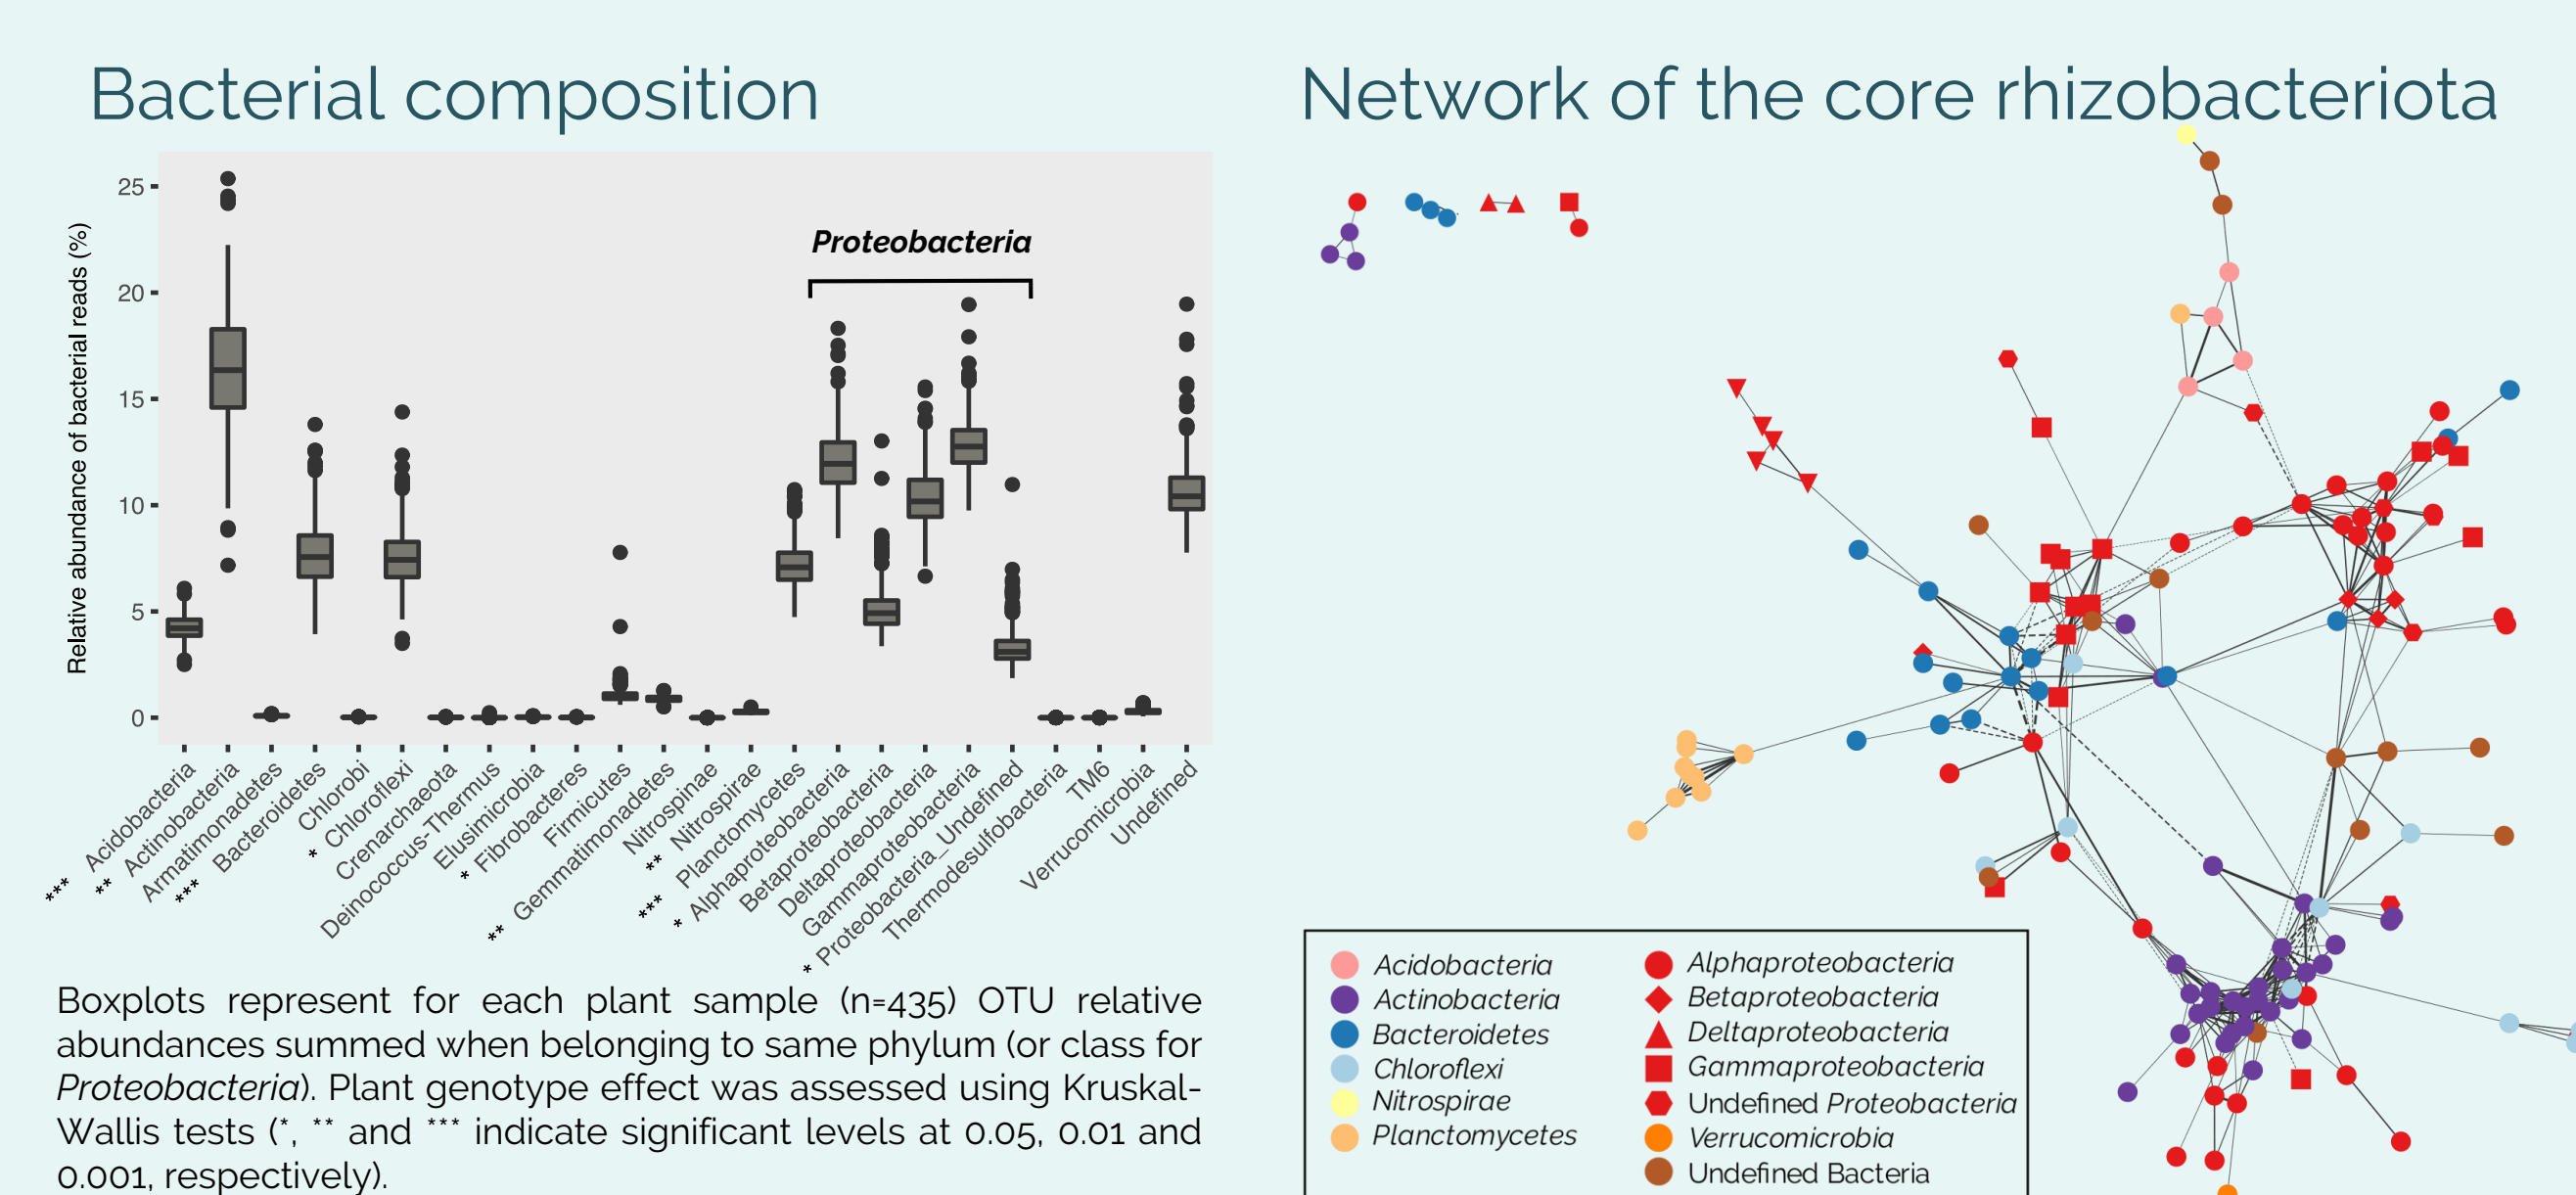 Bacterial composition
Relative abundance of bacterial reads (%)
25
20
15
10
5
0
Proteobacteria
*** Acidobacteria
** Actinobacteria
Armatimonadetes
*** Bacteroidetes
Chlorobi
* Chloroflexi
Crenarchaeota
Deinococcus-Thermus
Elusimicrobia
* Fibrobacteres
Firmicutes
** Gemmatimonadetes
Nitrospinae
** Nitrospirae
*** Planctomycetes
* Alphaproteobacteria
Betaproteobacteria
Deltaproteobacteria
Gammaproteobacteria
* Proteobacteria_Undefined
Thermodesulfobacteria
TM6
Verrucomicrobia
Undefined
Boxplots represent for each plant sample (n=435) OTU relative
abundances summed when belonging to same phylum (or class for
Proteobacteria). Plant genotype effect was assessed using Kruskal-
Wallis tests (*, ** and *** indicate significant levels at 0.05, 0.01 and
0.001, respectively).
Network of the core rhizobacteriota
Acidobacteria
Actinobacteria
Bacteroidetes
Chloroflexi
Nitrospirae
Planctomycetes
Alphaproteobacteria
Betaproteobacteria
Deltaproteobacteria
Gammaproteobacteria
Undefined Proteobacteria
Verrucomicrobia
Undefined Bacteria